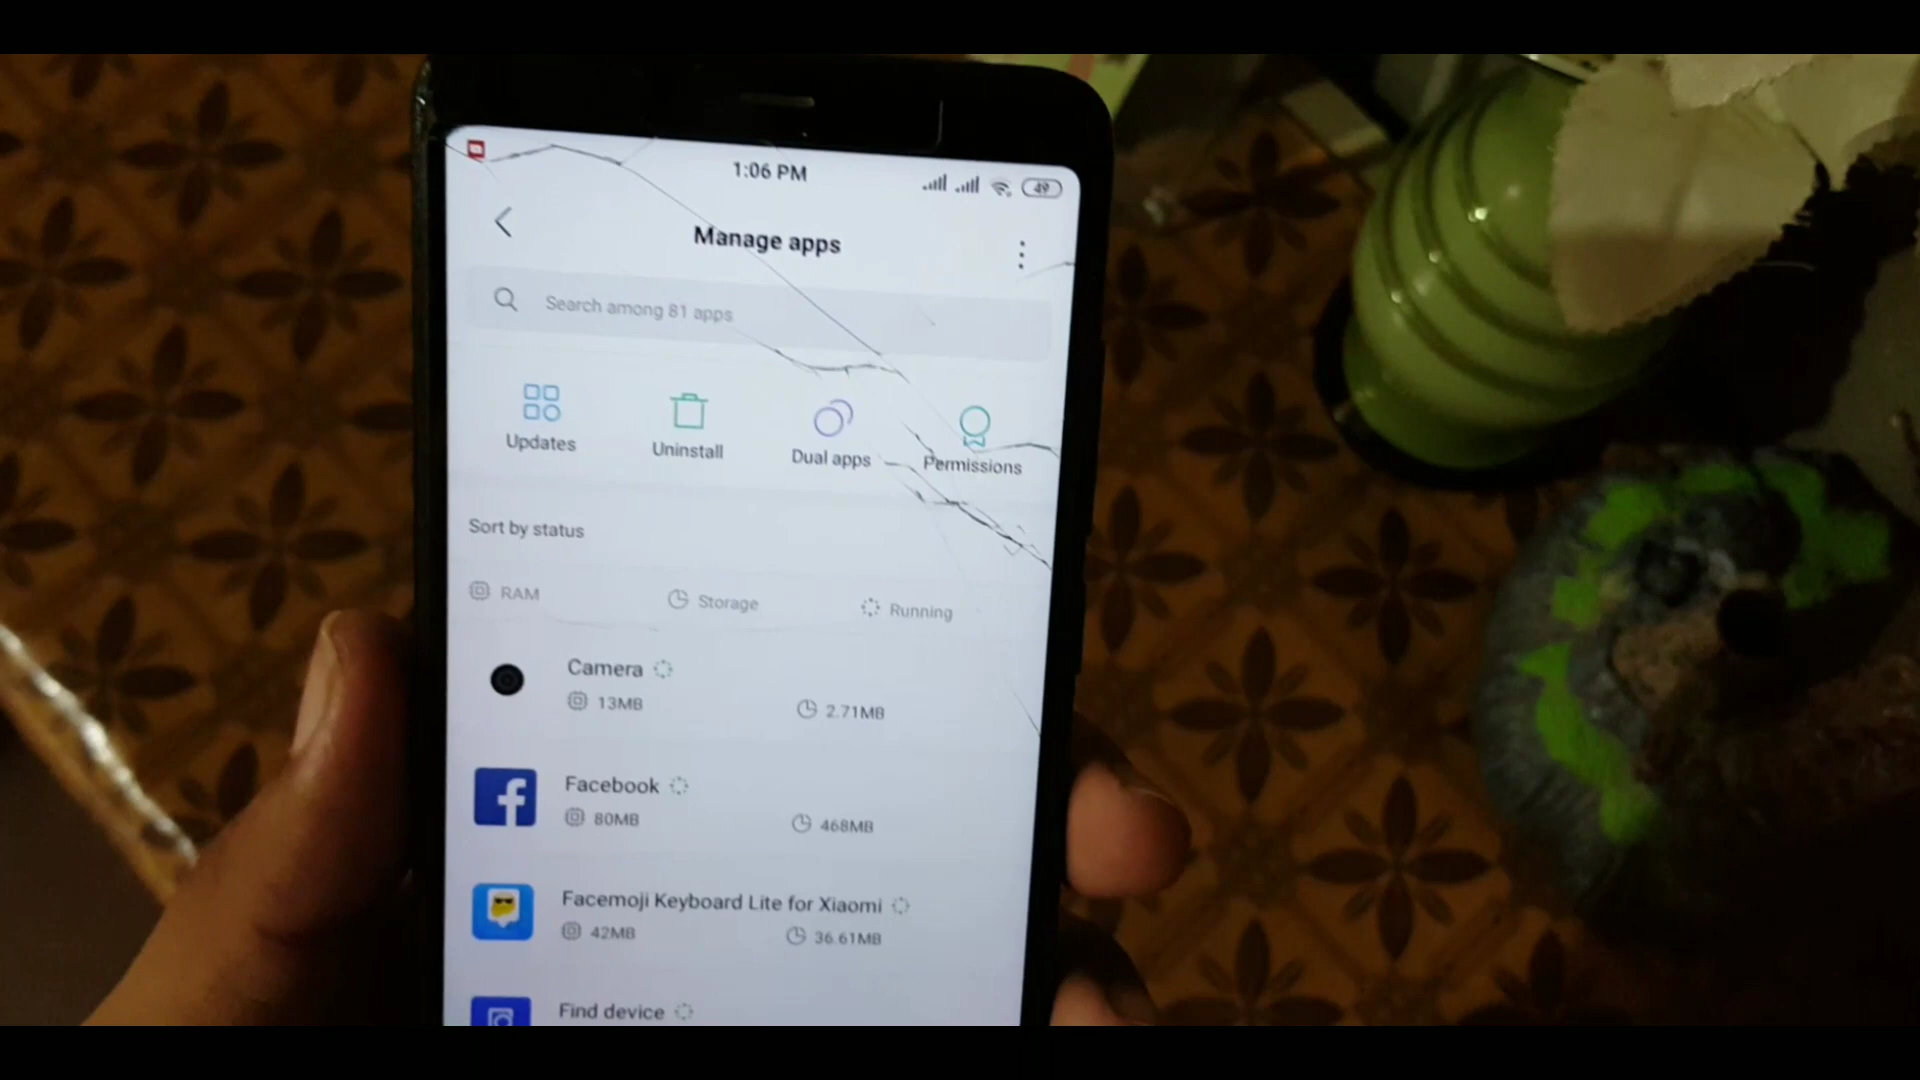 1:06 PM 49
Manage apps
Search among 81 apps
Updates Uninstall Dual apps Permissions
Sort by status
RAM Storage Running
Camera
13MB 2.71MB
Facebook
80MB 468MB
Facemoji Keyboard Lite for Xiaomi
42MB 36.61MB
Find device